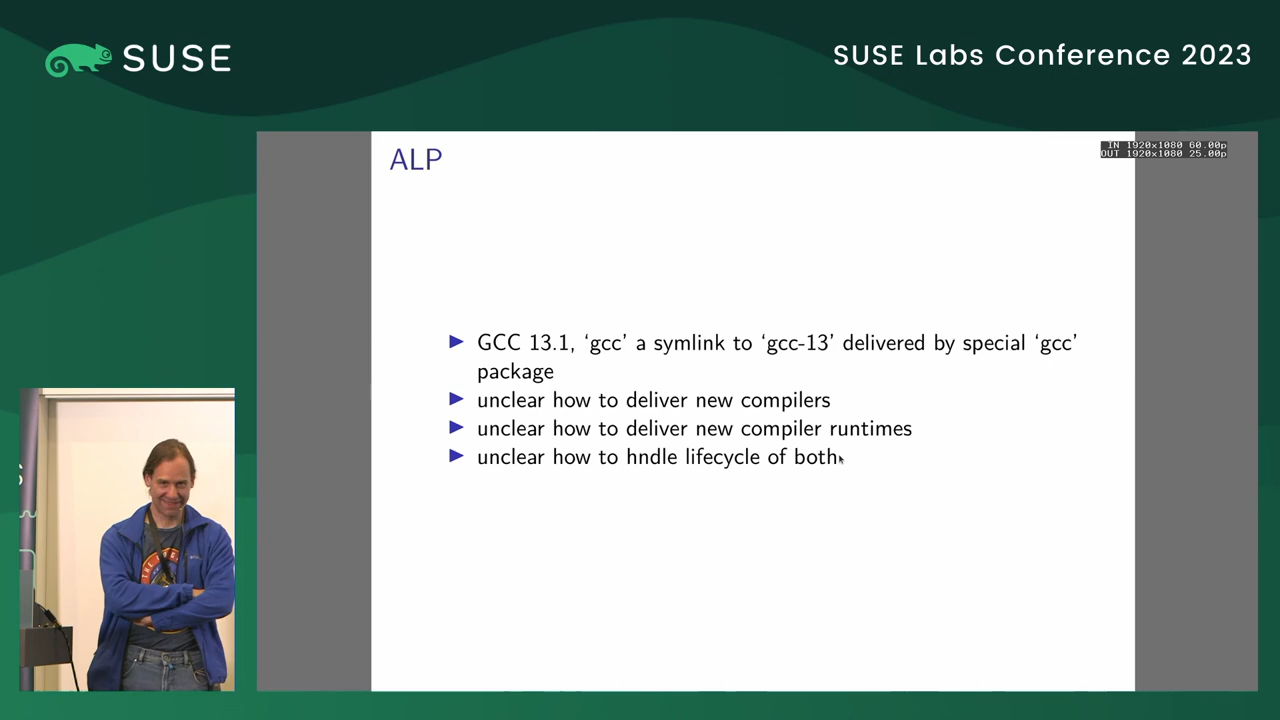 SUSE
SUSE Labs Conference 2023
ALP
IN 1920x1080 60.00p
OUT 1920x1080 25.00p
▶ GCC 13.1, ‘gcc’ a symlink to ‘gcc-13’ delivered by special ‘gcc’
package
▶ unclear how to deliver new compilers
▶ unclear how to deliver new compiler runtimes
▶ unclear how to hndle lifecycle of both